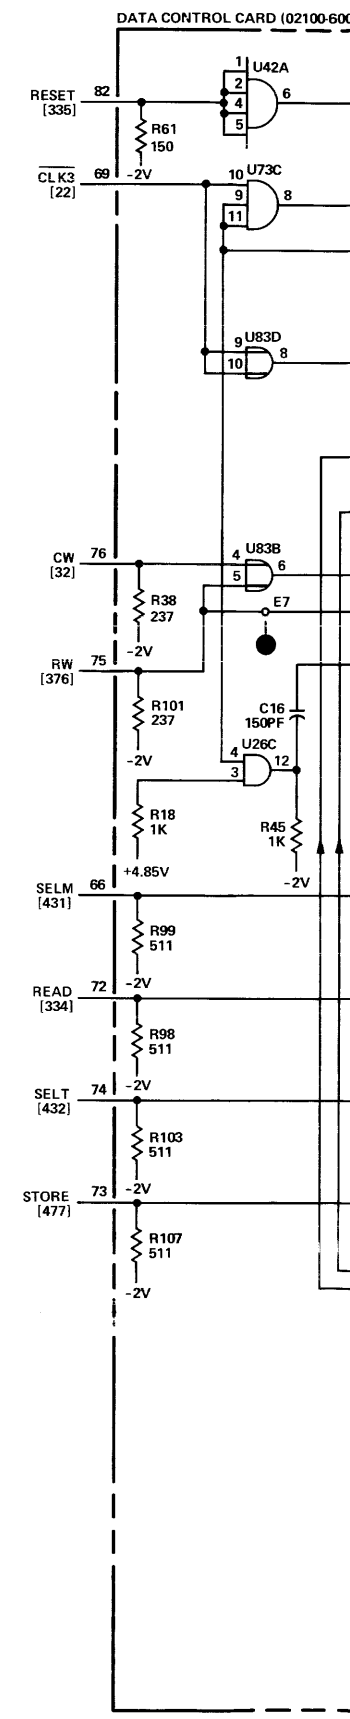 DATA CONTROL CARD (02100-600
RESET 82
[335]
1 U42A
2
4
5
6
R61
150
-2V
CLK3 69
[22]
U73C
10
9
11
8
U83D
9
10
8
CW 76
[32]
U83B
4
5
6
R38
237
-2V
E7
RW 75
[376]
R101
237
-2V
C16
150PF
U26C
4
3
12
R18
1K
+4.85V
R45
1K
-2V
SELM 66
[431]
R99
511
-2V
READ 72
[334]
R98
511
-2V
SELT 74
[432]
R103
511
-2V
STORE 73
[477]
R107
511
-2V